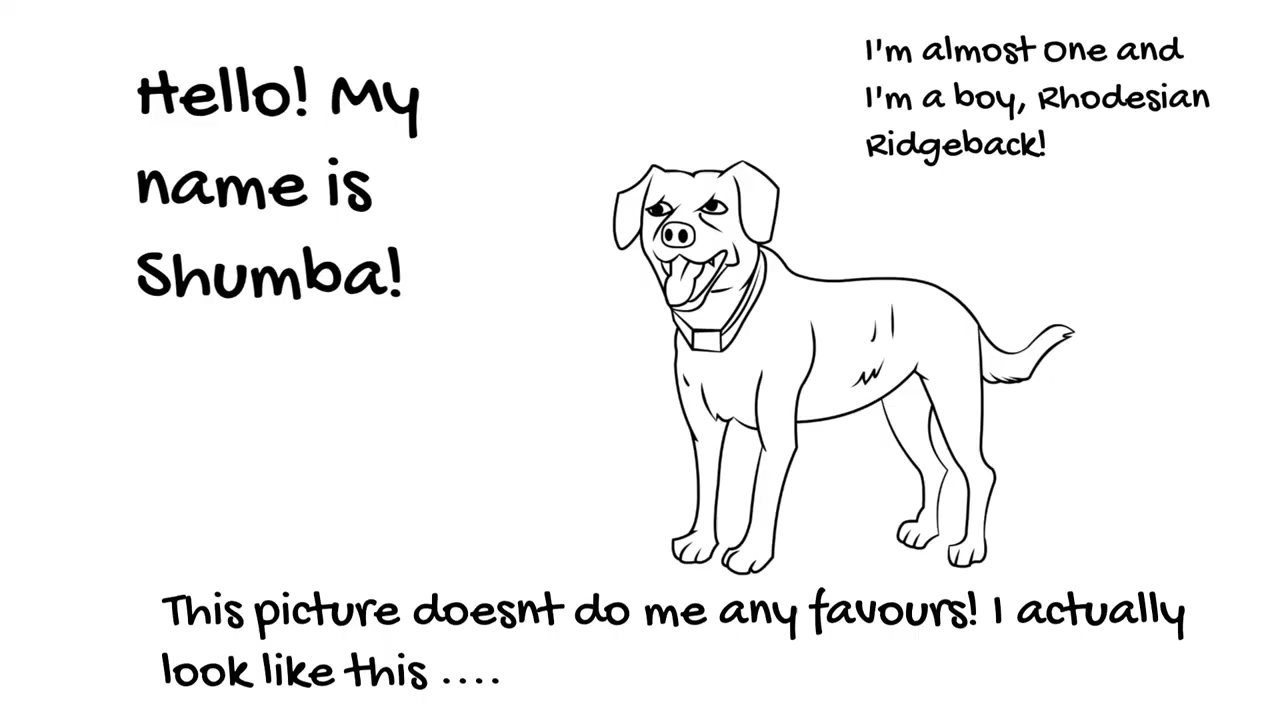 Hello! My
name is
Shumba!
I'm almost one and
I'm a boy, Rhodesian
Ridgeback!
This picture doesnt do me any favours! I actually
look like this ....